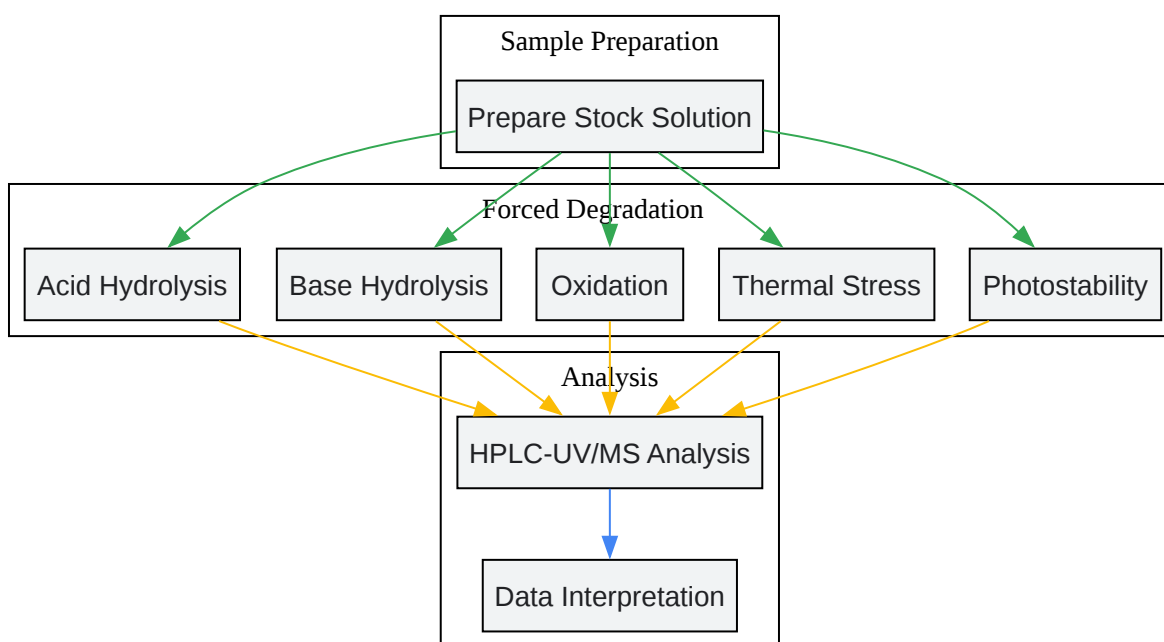 Sample Preparation
Prepare Stock Solution
Forced Degradation
Acid Hydrolysis
Base Hydrolysis
Oxidation
Thermal Stress
Photostability
Analysis
HPLC-UV/MS Analysis
Data Interpretation